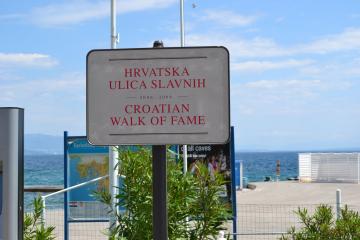 HRVATSKA
ULICA SLAVNIH
CROATIAN
WALK OF FAME